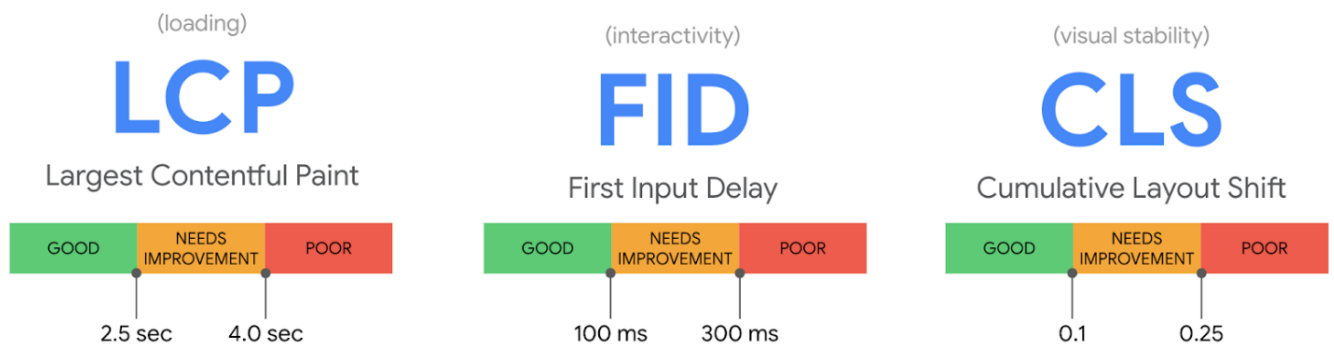 (loading)
LCP
Largest Contentful Paint
GOOD
NEEDS
IMPROVEMENT
POOR
2.5 sec
4.0 sec
(interactivity)
FID
First Input Delay
GOOD
NEEDS
IMPROVEMENT
POOR
100 ms
300 ms
(visual stability)
CLS
Cumulative Layout Shift
GOOD
NEEDS
IMPROVEMENT
POOR
0.1
0.25